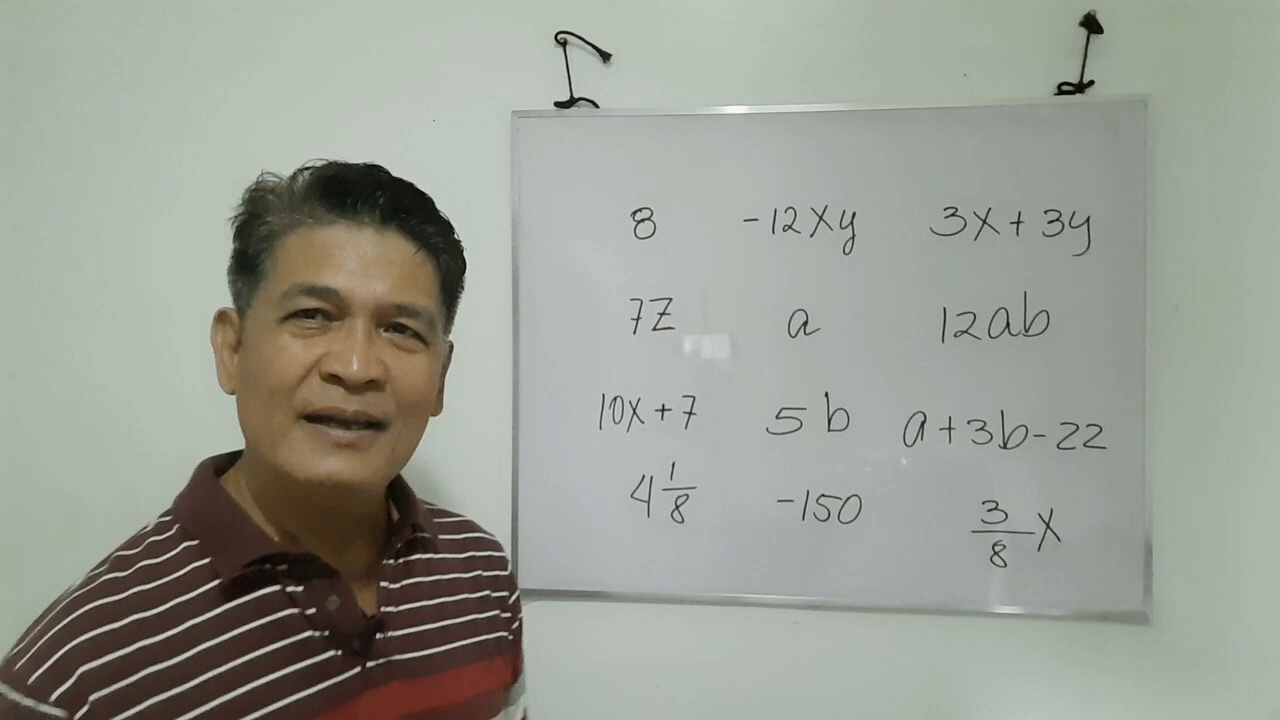 8 -12xy 3x + 3y
7z a 12ab
10x + 7 5b a + 3b - 22
4 1/8 -150 3/8 x